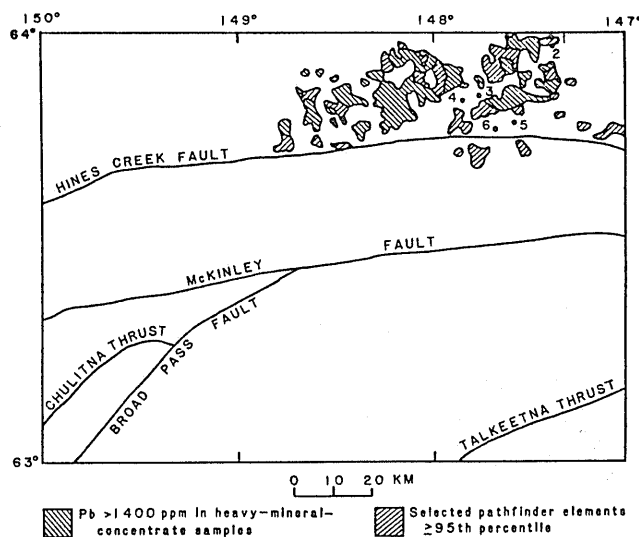 150° 149° 148° 147°
64°
2
4 3
6 5
HINES CREEK FAULT
McKINLEY FAULT
CHULITNA THRUST
BROAD PASS FAULT
TALKEETNA THRUST
63°
0 10 20 KM
Pb >1400 ppm in heavy-mineral-
concentrate samples
Selected pathfinder elements
≥95th percentile